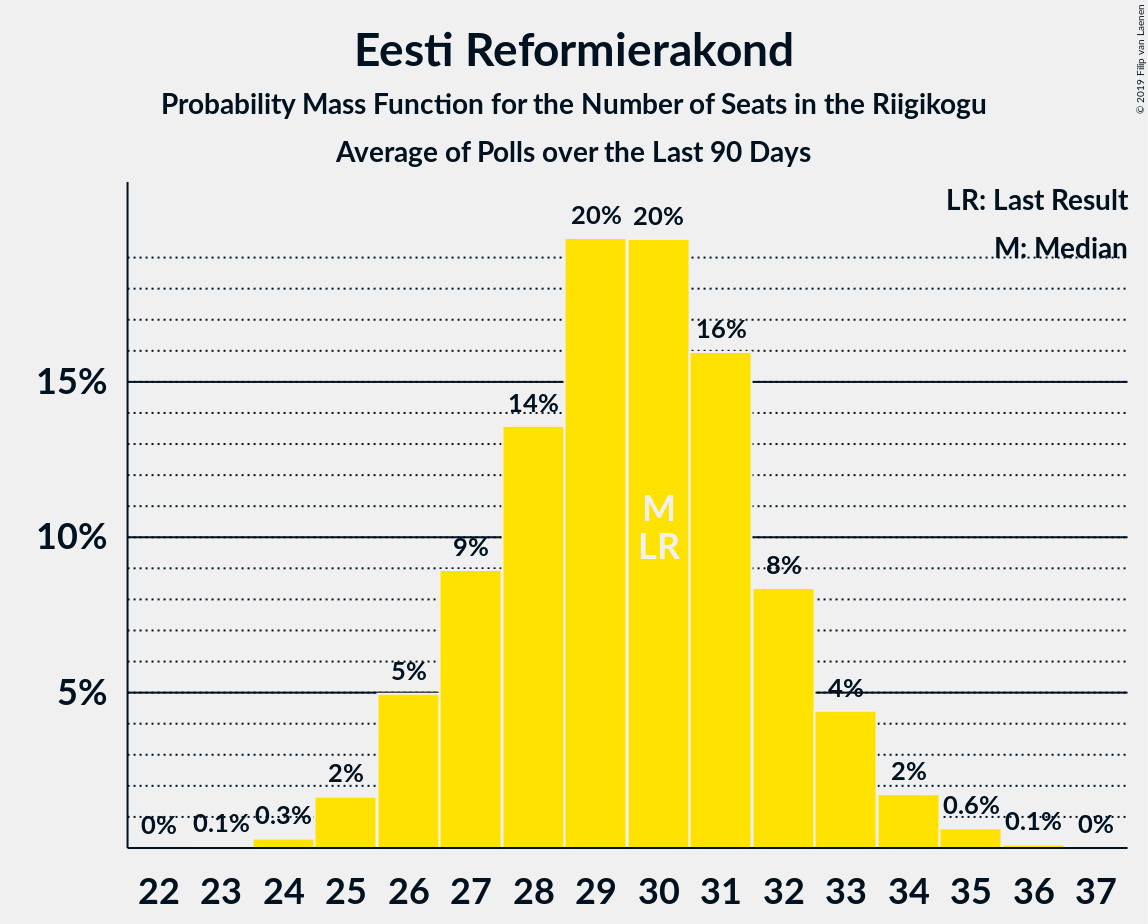 Eesti Reformierakond
Probability Mass Function for the Number of Seats in the Riigikogu
Average of Polls over the Last 90 Days
© 2019 Filip van Laenen
LR: Last Result
M: Median
20% 20%
16%
15%
14%
M
LR
10%
9%
8%
5%
5%
4%
2%
2%
0% 0.1% 0.3%
0.6% 0.1% 0%
22 23 24 25 26 27 28 29 30 31 32 33 34 35 36 37